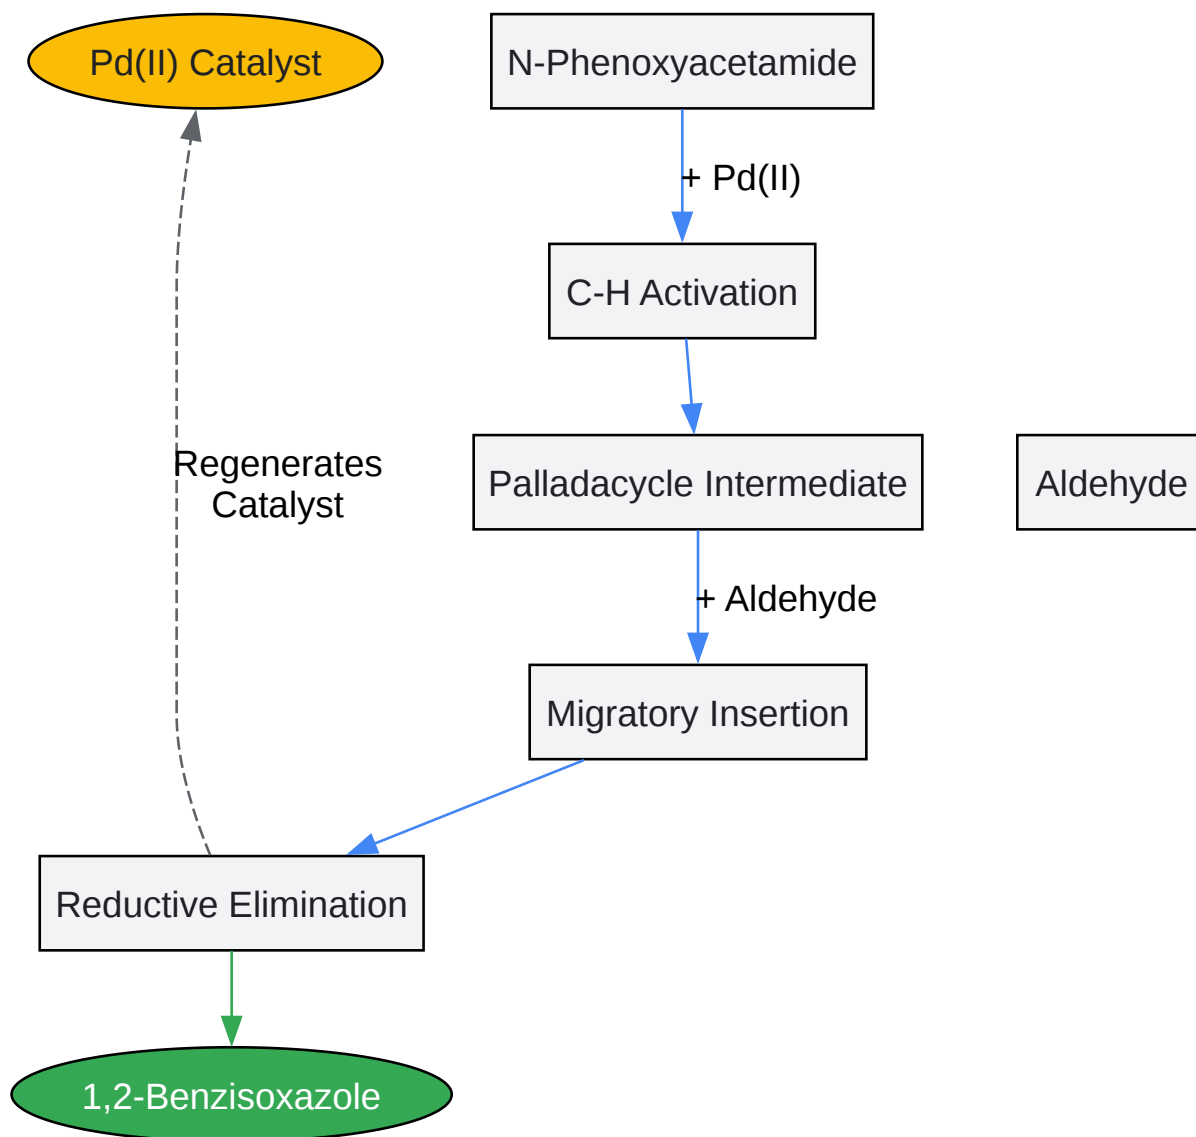 Pd(II) Catalyst
N-Phenoxyacetamide
+ Pd(II)
C-H Activation
Regenerates
Catalyst
Palladacycle Intermediate
Aldehyde
+ Aldehyde
Migratory Insertion
Reductive Elimination
1,2-Benzisoxazole